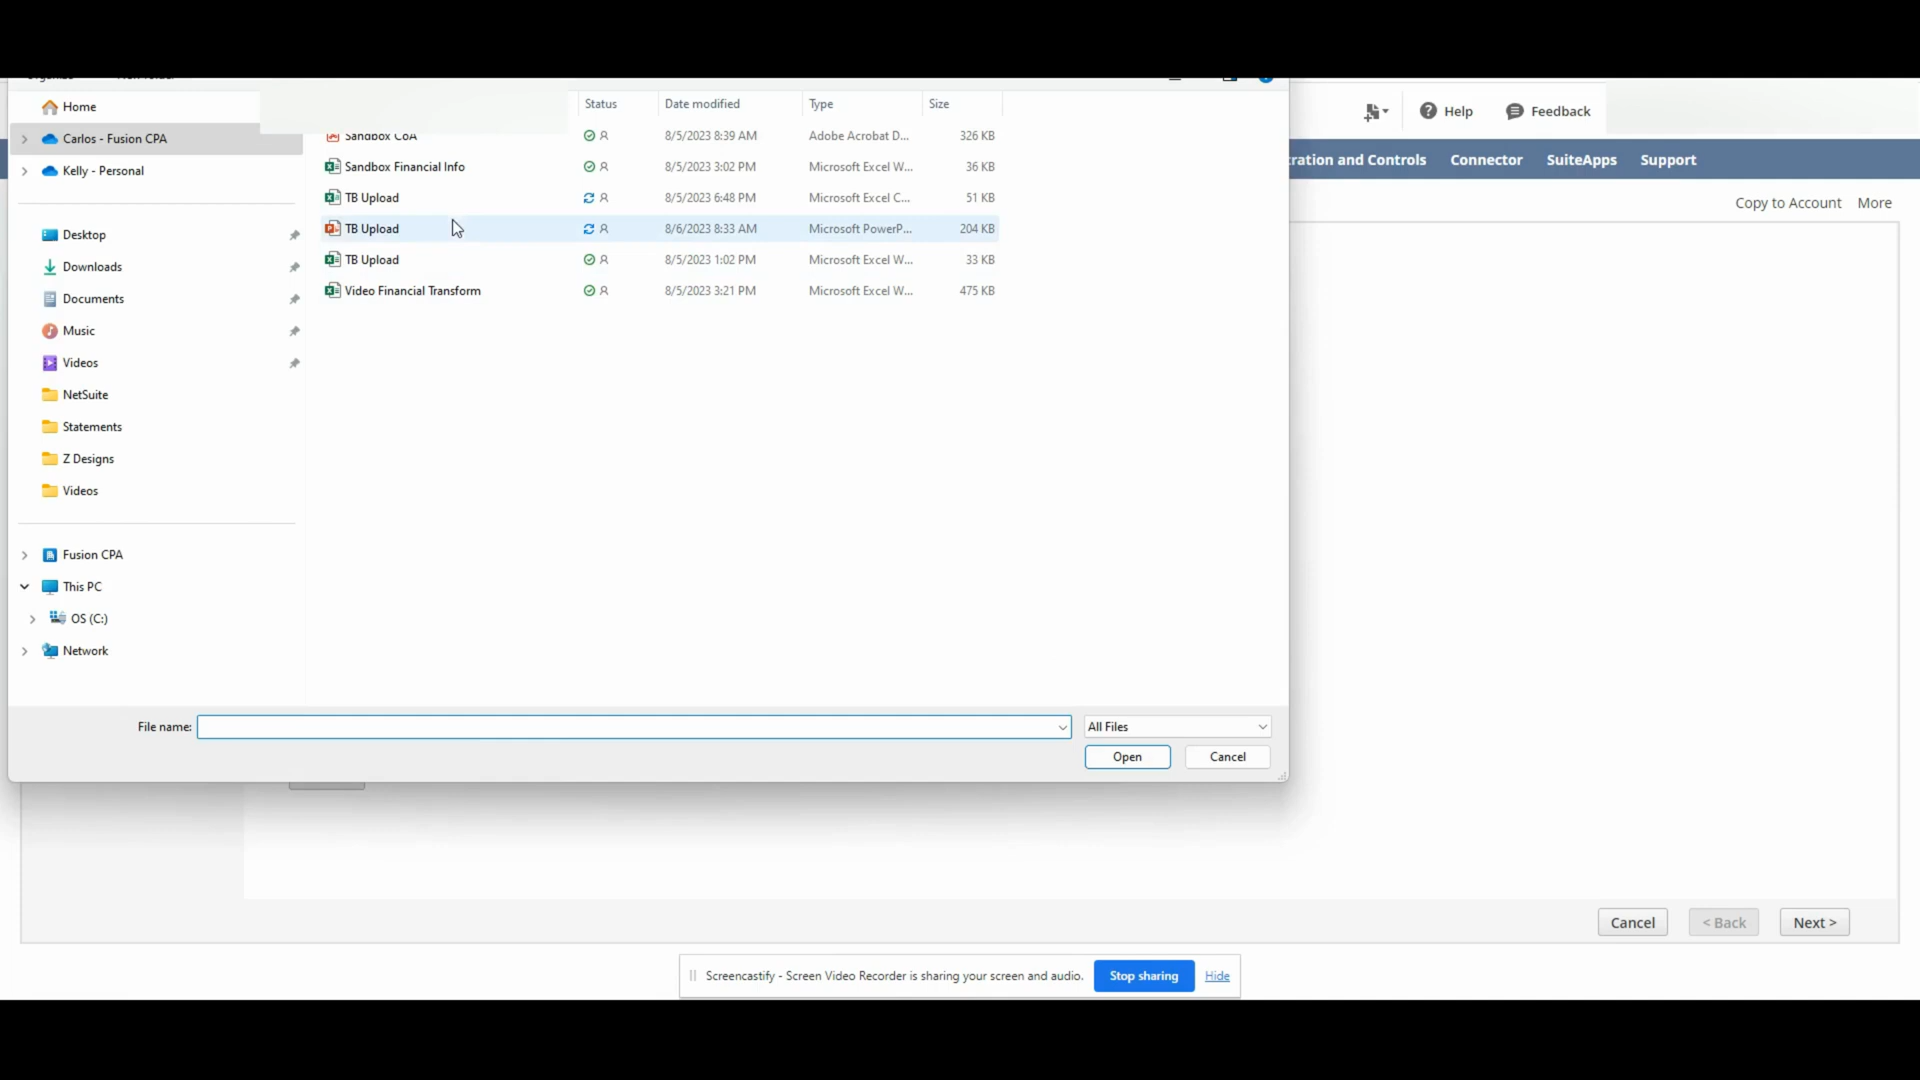 Home
Carlos - Fusion CPA
Kelly - Personal
Desktop
Downloads
Documents
Music
Videos
NetSuite
Statements
Z Designs
Videos
Fusion CPA
This PC
OS (C:)
Network
Status Date modified Type Size
Sandbox CoA 8/5/2023 8:39 AM Adobe Acrobat D... 326 KB
Sandbox Financial Info 8/5/2023 3:02 PM Microsoft Excel W... 36 KB
TB Upload 8/5/2023 6:48 PM Microsoft Excel C... 51 KB
TB Upload 8/6/2023 8:33 AM Microsoft PowerP... 204 KB
TB Upload 8/5/2023 1:02 PM Microsoft Excel W... 33 KB
Video Financial Transform 8/5/2023 3:21 PM Microsoft Excel W... 475 KB
File name: All Files
Open Cancel
Help Feedback
tration and Controls Connector SuiteApps Support
Copy to Account More
Cancel < Back Next >
Screencastify - Screen Video Recorder is sharing your screen and audio. Stop sharing Hide